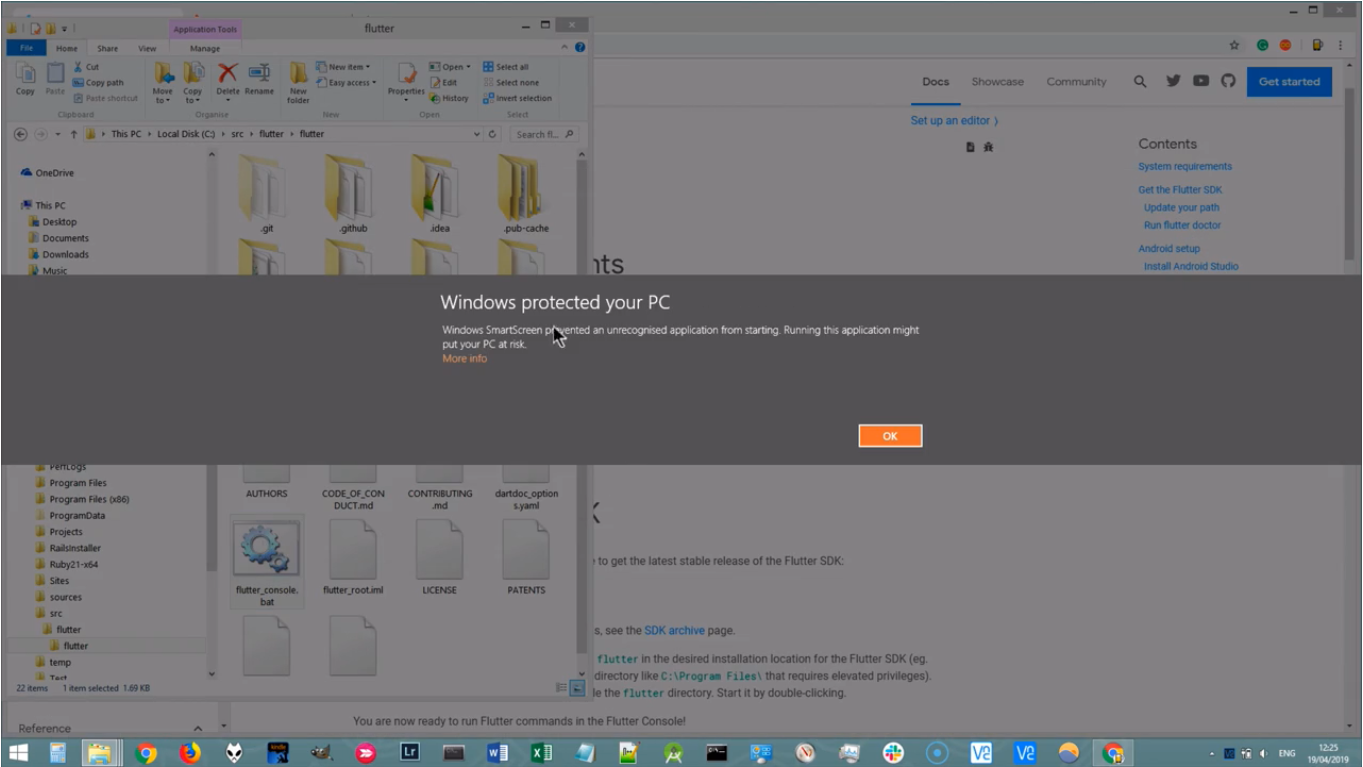 Application Tools
flutter
File
Home
Share
View
Manage
Copy
Paste
Cut
Copy path
Paste shortcut
Move to
Copy to
Delete
Rename
New folder
New item
Easy access
Properties
Open
Edit
History
Select all
Select none
Invert selection
Clipboard
Organise
New
Open
Select
This PC
Local Disk (C:)
src
flutter
flutter
Search fl...
OneDrive
This PC
Desktop
Documents
Downloads
Music
.git
.github
.idea
.pub-cache
Docs
Showcase
Community
Get started
Set up an editor
Contents
System requirements
Get the Flutter SDK
Update your path
Run flutter doctor
Android setup
Install Android Studio
nts
Windows protected your PC
Windows SmartScreen prevented an unrecognised application from starting. Running this application might
put your PC at risk.
More info
OK
PerfLogs
Program Files
Program Files (x86)
ProgramData
Projects
RailsInstaller
Ruby21-x64
Sites
sources
src
flutter
flutter
temp
AUTHORS
CODE_OF_CON
DUCT.md
CONTRIBUTING
.md
dartdoc_option
s.yaml
flutter_console.
bat
flutter_root.iml
LICENSE
PATENTS
22 items
1 item selected 1.69 KB
K
e to get the latest stable release of the Flutter SDK:
s, see the SDK archive page.
flutter in the desired installation location for the Flutter SDK (eg.
directory like C:\Program Files\ that requires elevated privileges).
le the flutter directory. Start it by double-clicking.
Reference
You are now ready to run Flutter commands in the Flutter Console!
kindle
Lr
ENG
12:25
19/04/2019